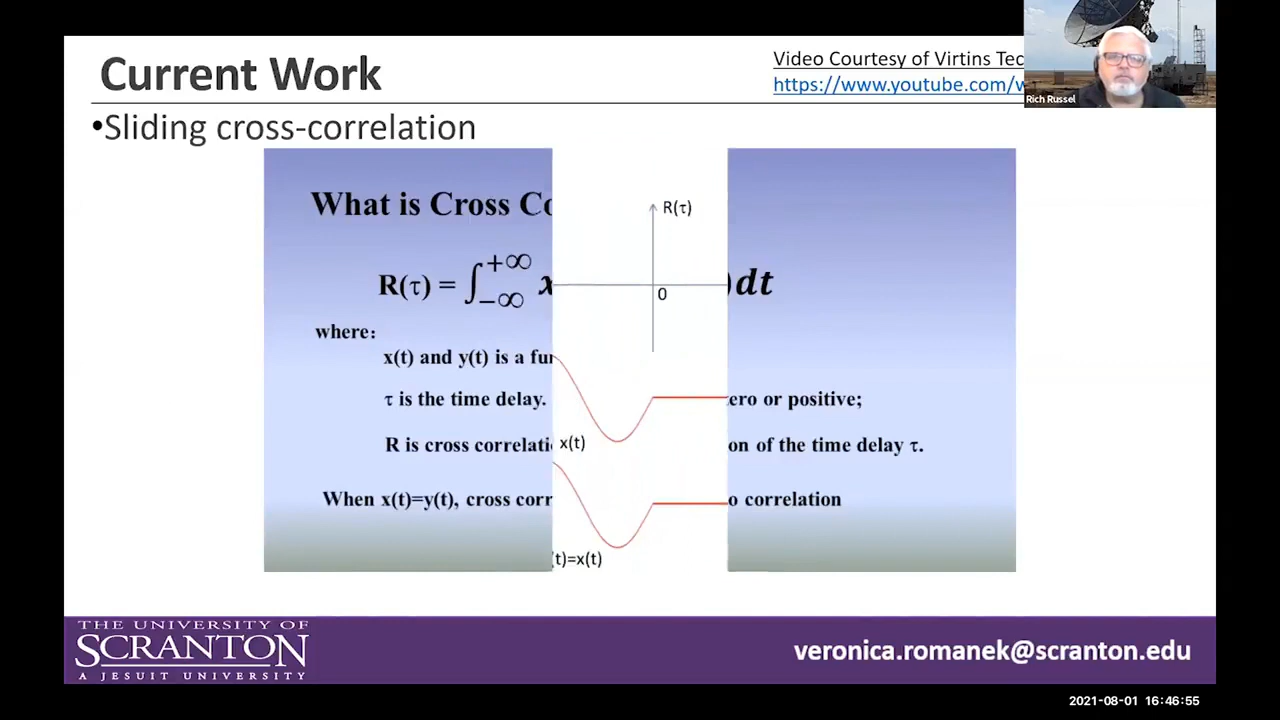 Current Work
Video Courtesy of Virtins Tec
https://www.youtube.com/w
Rich Russel
•Sliding cross-correlation
What is Cross Co
R(τ)
R(τ) = ∫−∞+∞ x
)dt
0
where:
x(t) and y(t) is a fun
τ is the time delay.
zero or positive;
R is cross correlati
x(t)
on of the time delay τ.
When x(t)=y(t), cross corr
o correlation
(t)=x(t)
THE UNIVERSITY OF
SCRANTON
A JESUIT UNIVERSITY
veronica.romanek@scranton.edu
2021-08-01 16:46:55